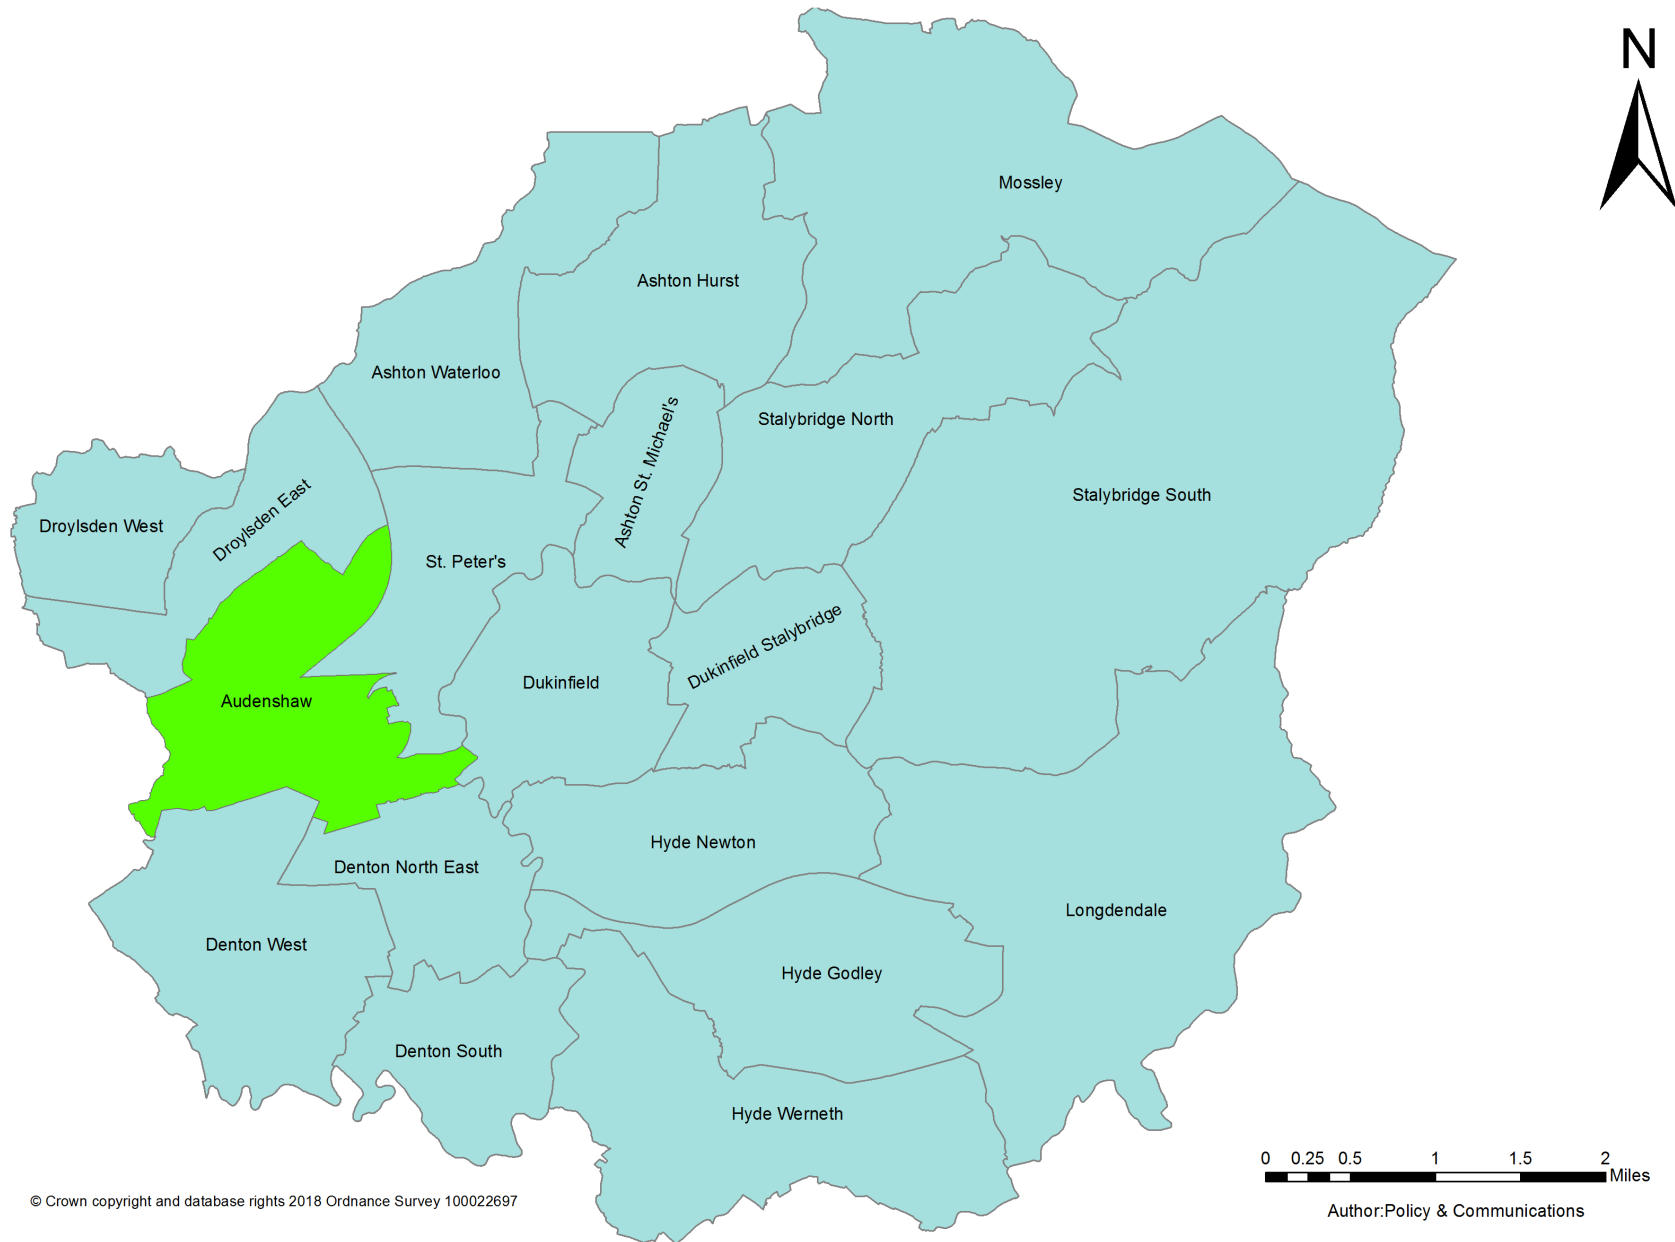 N
Mossley
Ashton Hurst
Ashton Waterloo
Stalybridge North
Ashton St. Michael's
Stalybridge South
Droylsden West
Droylsden East
St. Peter's
Dukinfield Stalybridge
Dukinfield
Audenshaw
Hyde Newton
Denton North East
Longdendale
Denton West
Hyde Godley
Denton South
Hyde Werneth
0 0.25 0.5 1 1.5 2
Miles
© Crown copyright and database rights 2018 Ordnance Survey 100022697
Author:Policy & Communications